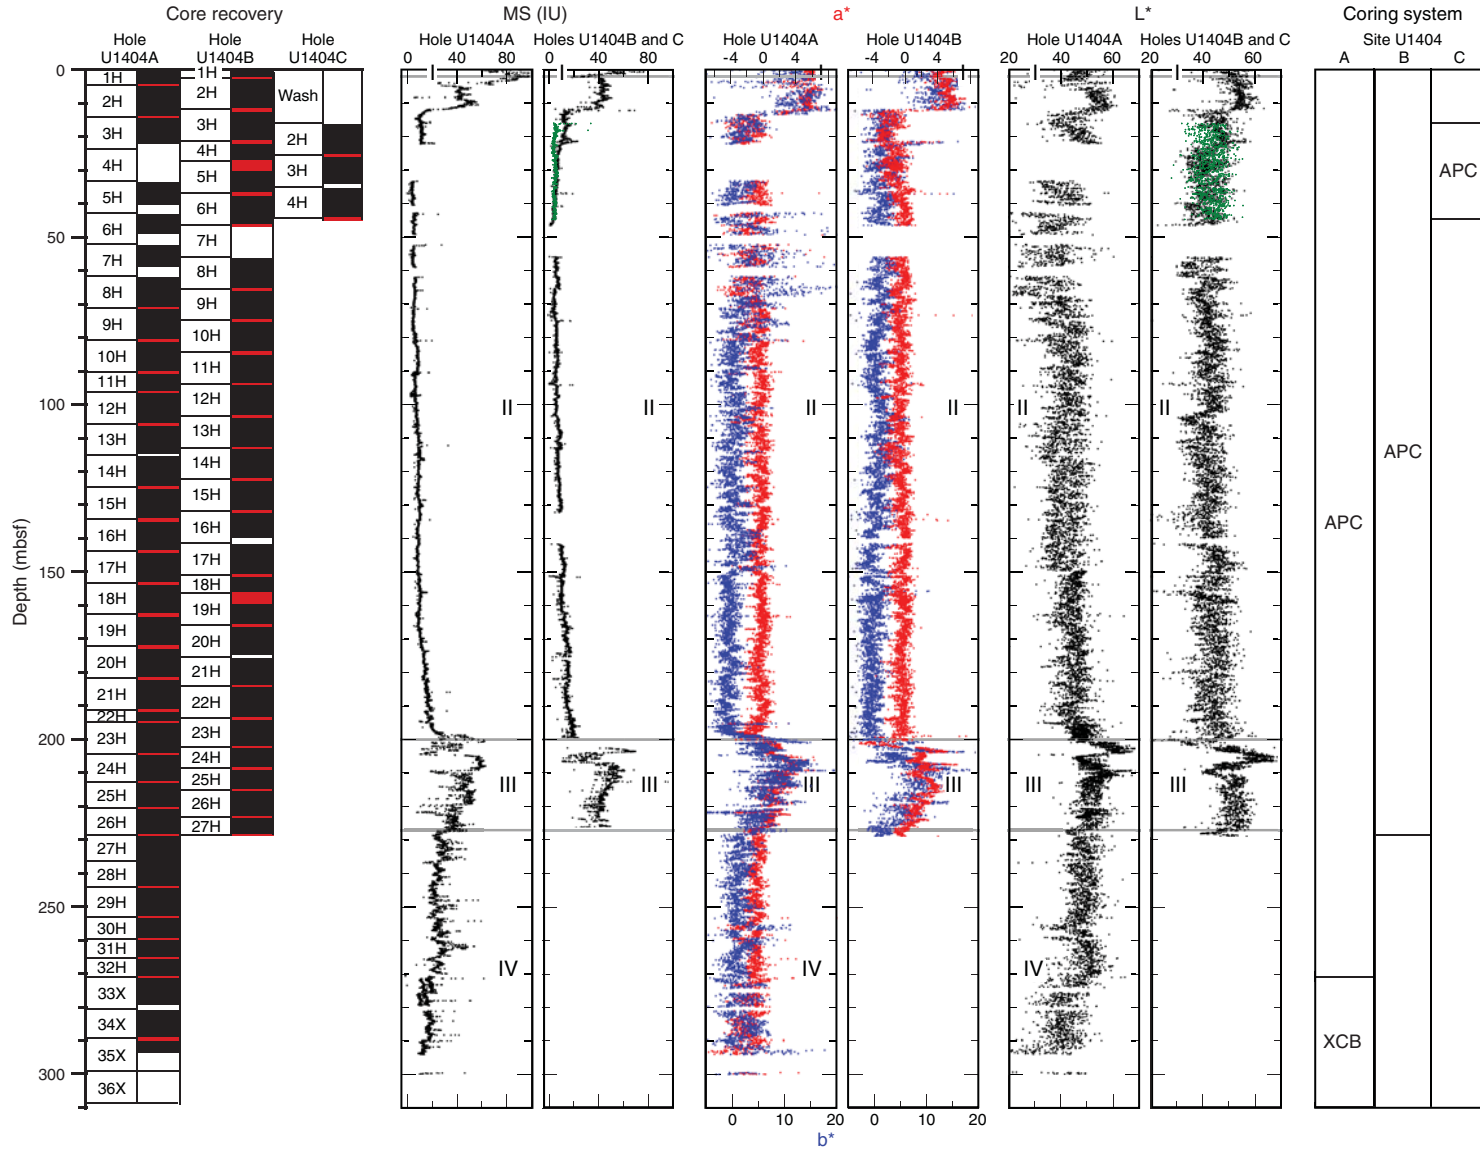 Core recovery MS (IU) a* L* Coring system
Hole U1404A Hole U1404B Hole U1404C Hole U1404A Holes U1404B and C Hole U1404A Hole U1404B Hole U1404A Holes U1404B and C Site U1404
A B C
0 40 80 0 40 80 -4 0 4 -4 0 4 20 40 60 20 40 60
I I I I I I
Depth (mbsf)
0
50
100
150
200
250
300
1H
2H
3H
4H
5H
6H
7H
8H
9H
10H
11H
12H
13H
14H
15H
16H
17H
18H
19H
20H
21H
22H
23H
24H
25H
26H
27H
28H
29H
30H
31H
32H
33X
34X
35X
36X
1H
2H
3H
4H
5H
6H
7H
8H
9H
10H
11H
12H
13H
14H
15H
16H
17H
18H
19H
20H
21H
22H
23H
24H
25H
26H
27H
Wash
2H
3H
4H
II II II II II II
III III III III III III
IV IV IV
APC
APC
APC
XCB
0 10 20 0 10 20
b*